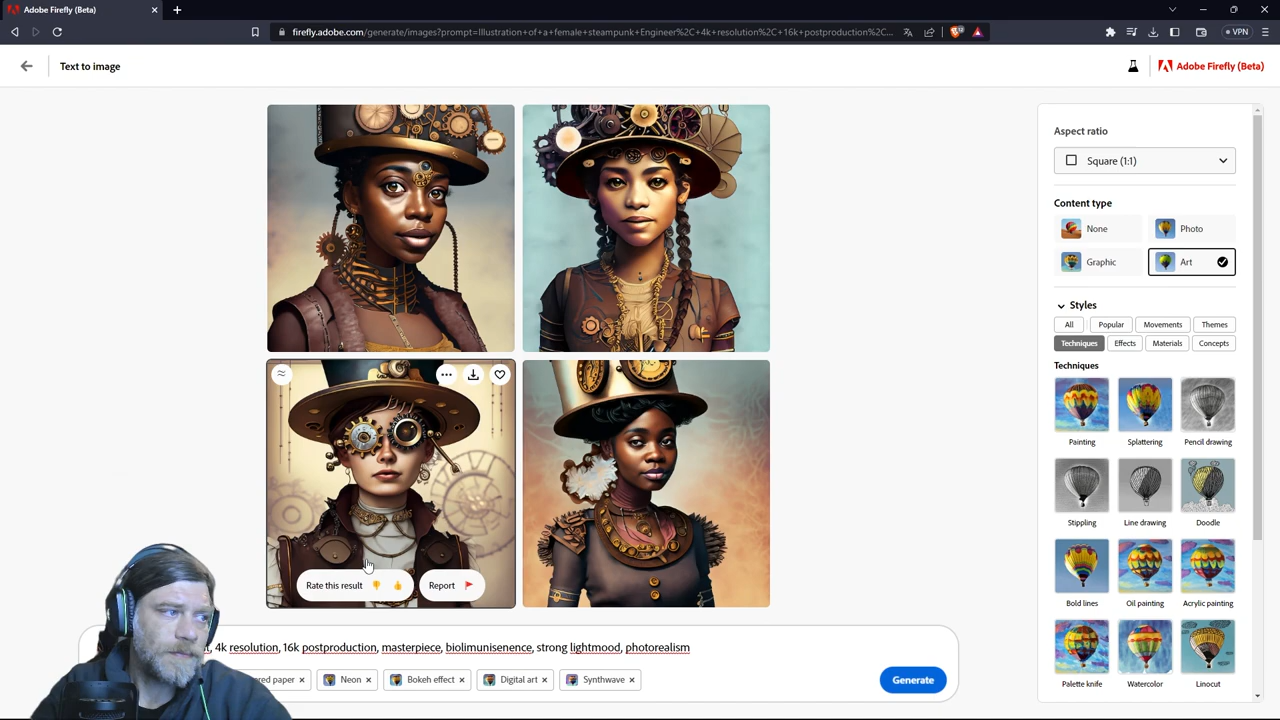 Adobe Firefly (Beta)
firefly.adobe.com/generate/images?prompt=Illustration+of+a+female+steampunk+Engineer%2C+4k+resolution%2C+16k+postproduction%2C...
VPN
Text to image
Adobe Firefly (Beta)
Aspect ratio
Square (1:1)
Content type
None
Photo
Graphic
Art
Styles
All
Popular
Movements
Themes
Techniques
Effects
Materials
Concepts
Techniques
Painting
Splattering
Pencil drawing
Stippling
Line drawing
Doodle
Bold lines
Oil painting
Acrylic painting
Palette knife
Watercolor
Linocut
Rate this result
Report
, 4k resolution, 16k postproduction, masterpiece, biolimunisenence, strong lightmood, photorealism
paper
Neon
Bokeh effect
Digital art
Synthwave
Generate